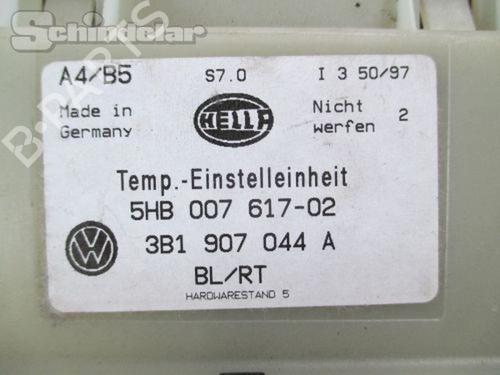 Schindelar
B-PARTS
A4/B5 S7.0 I 3 50/97
Made in Germany
HELLA
Nicht werfen 2
Temp.-Einstelleinheit
5HB 007 617-02
3B1 907 044 A
BL/RT
HARDWARESTAND 5